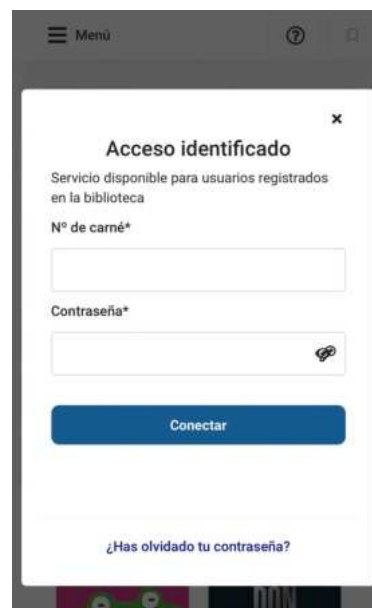 Menú
Acceso identificado
Servicio disponible para usuarios registrados
en la biblioteca
Nº de carné*
Contraseña*
Conectar
¿Has olvidado tu contraseña?
DON